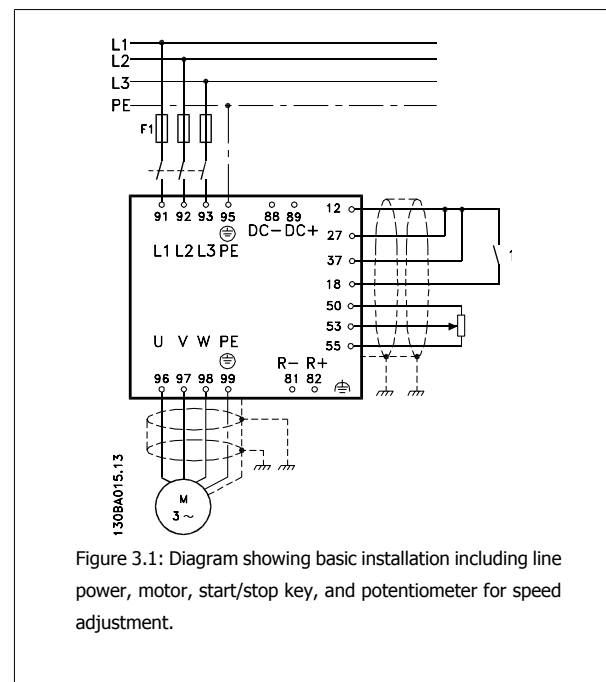 L1
L2
L3
PE
F1
91 92 93 95 88 89 12
DC- DC+
L1 L2 L3 PE
27
37
18
50
53
55
U V W PE
R- R+
96 97 98 99 81 82
M
3~
130BA015.13
Figure 3.1: Diagram showing basic installation including line
power, motor, start/stop key, and potentiometer for speed
adjustment.